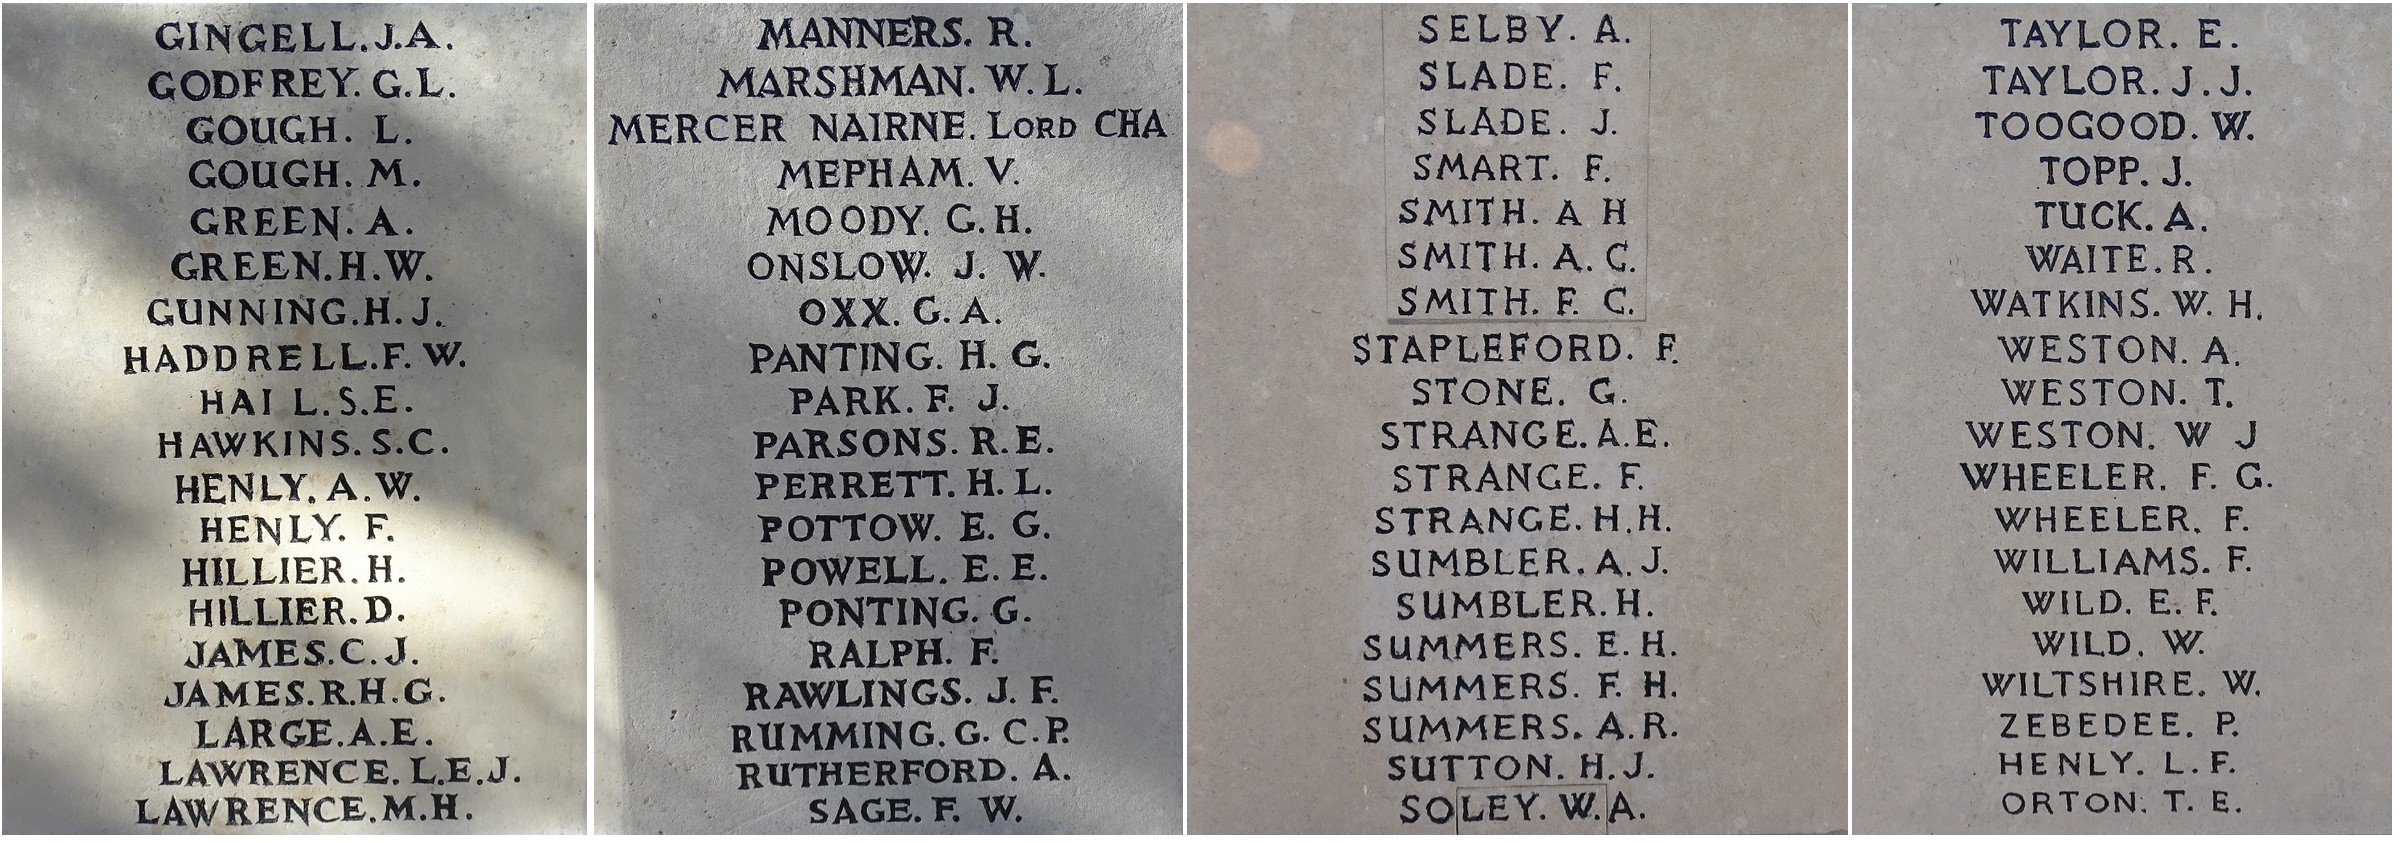 GINGELL.J.A.
GODFREY.G.L.
GOUGH. L.
GOUGH. M.
GREEN. A.
GREEN.H.W.
GUNNING.H.J.
HADDRELL.F.W.
HAIL.S.E.
HAWKINS.S.C.
HENLY.A.W.
HENLY. F.
HILLIER.H.
HILLIER.D.
JAMES.C.J.
JAMES.R.H.G.
LARGE.A.E.
LAWRENCE.L.E.J.
LAWRENCE.M.H.
MANNERS. R.
MARSHMAN. W.L.
MERCER NAIRNE. LORD CHA
MEPHAM. V.
MOODY. G.H.
ONSLOW. J. W.
OXX. G. A.
PANTING. H. G.
PARK. F. J.
PARSONS. R.E.
PERRETT. H.L.
POTTOW. E. G.
POWELL. E. E.
PONTING. G.
RALPH. F.
RAWLINGS. J. F.
RUMMING. G. C.P.
RUTHERFORD. A.
SAGE. F. W.
SELBY. A.
SLADE. F.
SLADE. J.
SMART. F.
SMITH. A H
SMITH. A. C.
SMITH. F. C.
STAPLEFORD. F.
STONE. G.
STRANGE.A.E.
STRANGE. F.
STRANGE.H.H.
SUMBLER.A.J.
SUMBLER.H.
SUMMERS. E.H.
SUMMERS. F. H.
SUMMERS. A.R.
SUTTON. H.J.
SOLEY. W.A.
TAYLOR. E.
TAYLOR. J.J.
TOOGOOD. W.
TOPP. J.
TUCK. A.
WAITE.R.
WATKINS. W. H.
WESTON. A.
WESTON. T.
WESTON. W J
WHEELER. F. G.
WHEELER. F.
WILLIAMS. F.
WILD. E. F.
WILD. W.
WILTSHIRE. W.
ZEBEDEE. P.
HENLY. L. F.
ORTON. T. E.